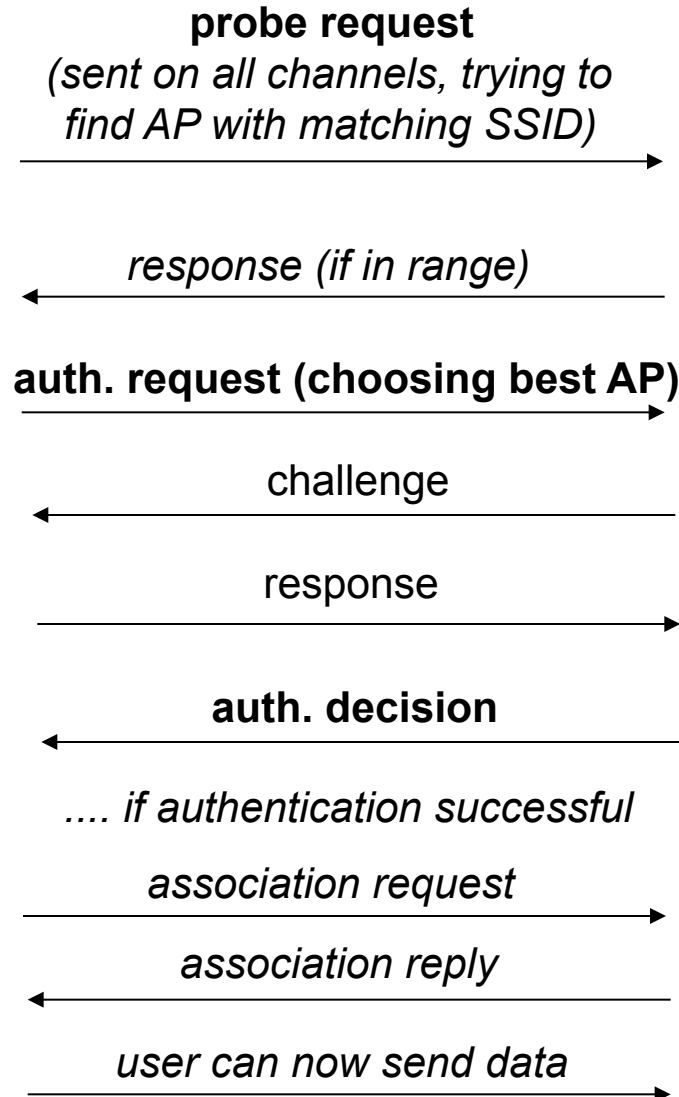 probe request
(sent on all channels, trying to
find AP with matching SSID)
response (if in range)
auth. request (choosing best AP)
challenge
response
auth. decision
.... if authentication successful
association request
association reply
user can now send data